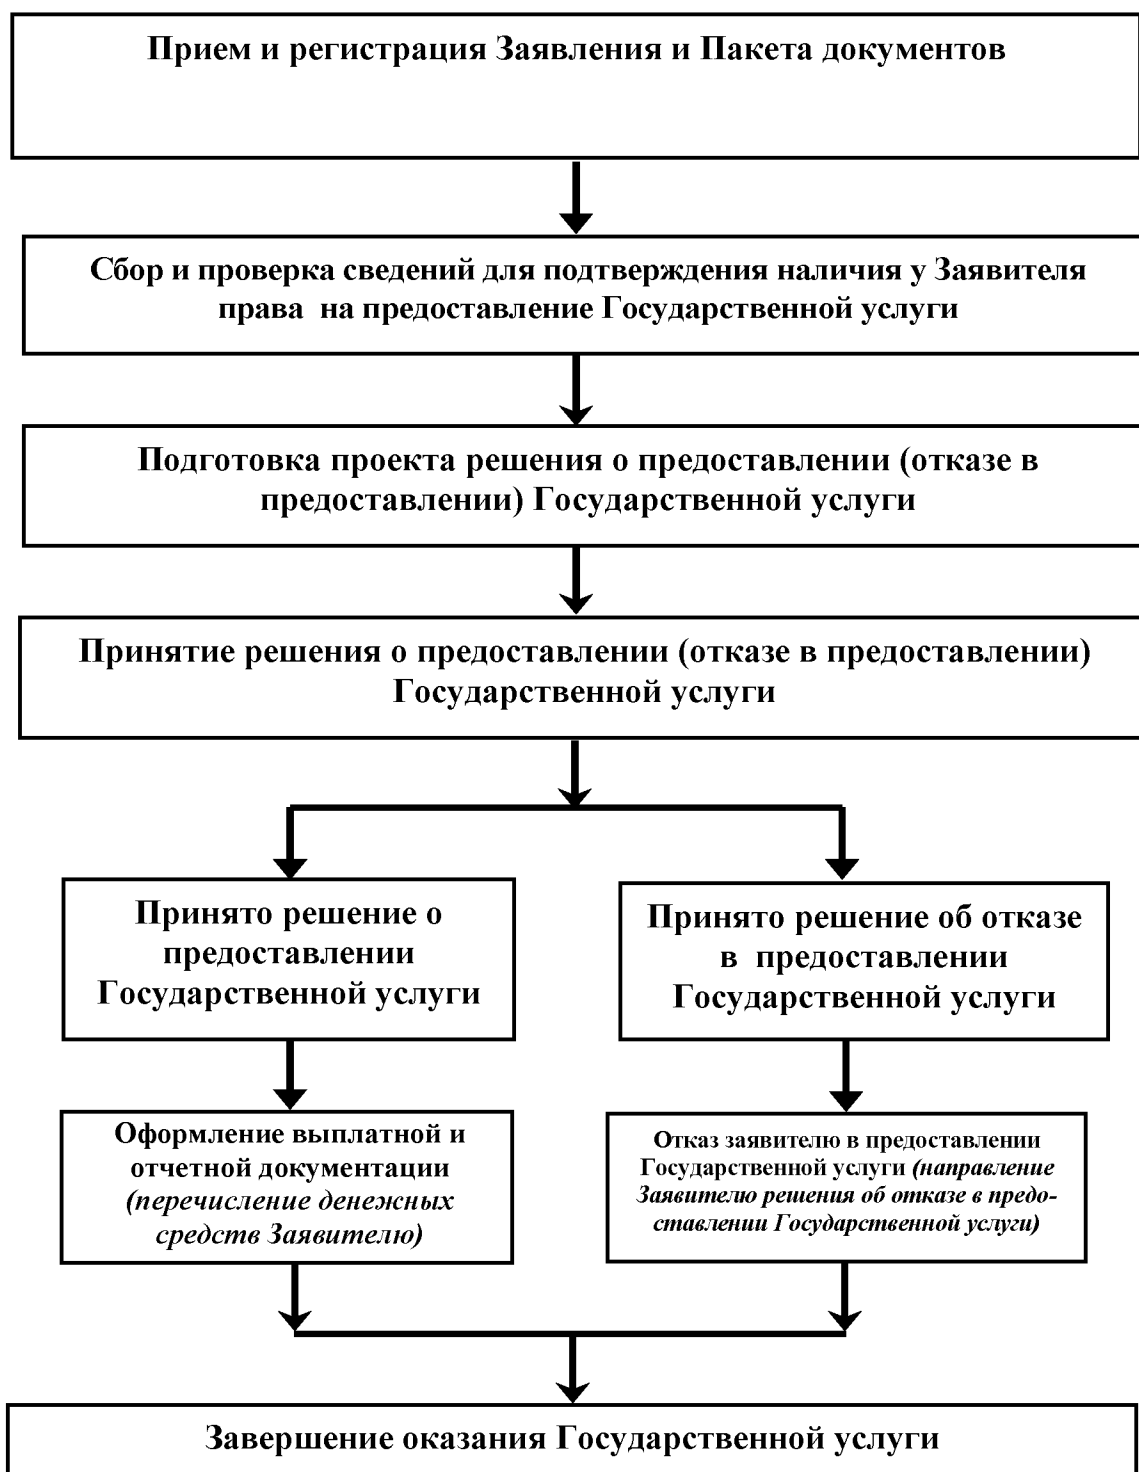 Прием и регистрация Заявления и Пакета документов
Сбор и проверка сведений для подтверждения наличия у Заявителя
права на предоставление Государственной услуги
Подготовка проекта решения о предоставлении (отказе в
предоставлении) Государственной услуги
Принятие решения о предоставлении (отказе в предоставлении)
Государственной услуги
Принято решение о
предоставлении
Государственной услуги
Принято решение об отказе
в предоставлении
Государственной услуги
Оформление выплатной и
отчетной документации
(перечисление денежных
средств Заявителю)
Отказ заявителю в предоставлении
Государственной услуги (направление
Заявителю решения об отказе в предо-
ставлении Государственной услуги)
Завершение оказания Государственной услуги